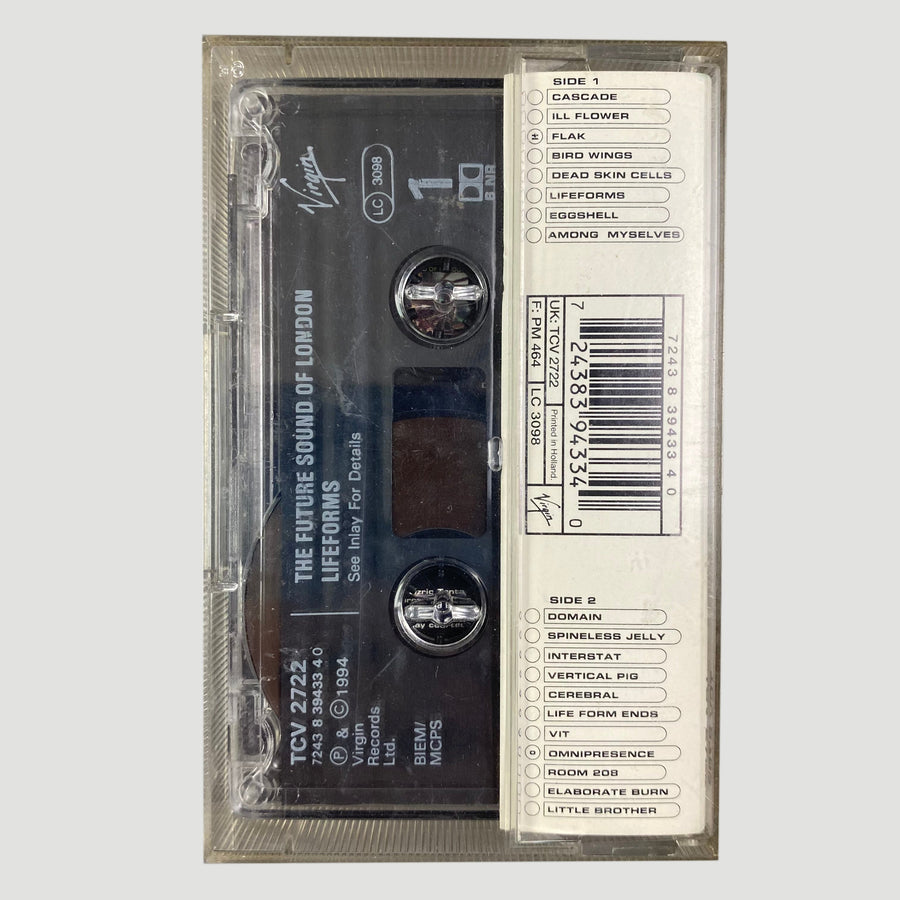 Virgin
LC 3098
1
B NR
THE FUTURE SOUND OF LONDON
LIFEFORMS
See Inlay For Details
TCV 2722
7243 8 39433 4 0
Ⓟ & © 1994
Virgin
Records
Ltd.
BIEM/
MCPS
SIDE 1
CASCADE
ILL FLOWER
FLAK
BIRD WINGS
DEAD SKIN CELLS
LIFEFORMS
EGGSHELL
AMONG MYSELVES
7243 8 39433 4 0
7 24383 94334 0
UK: TCV 2722
F: PM 464
LC 3098
Printed in Holland.
Virgin
SIDE 2
DOMAIN
SPINELESS JELLY
INTERSTAT
VERTICAL PIG
CEREBRAL
LIFE FORM ENDS
VIT
OMNIPRESENCE
ROOM 208
ELABORATE BURN
LITTLE BROTHER